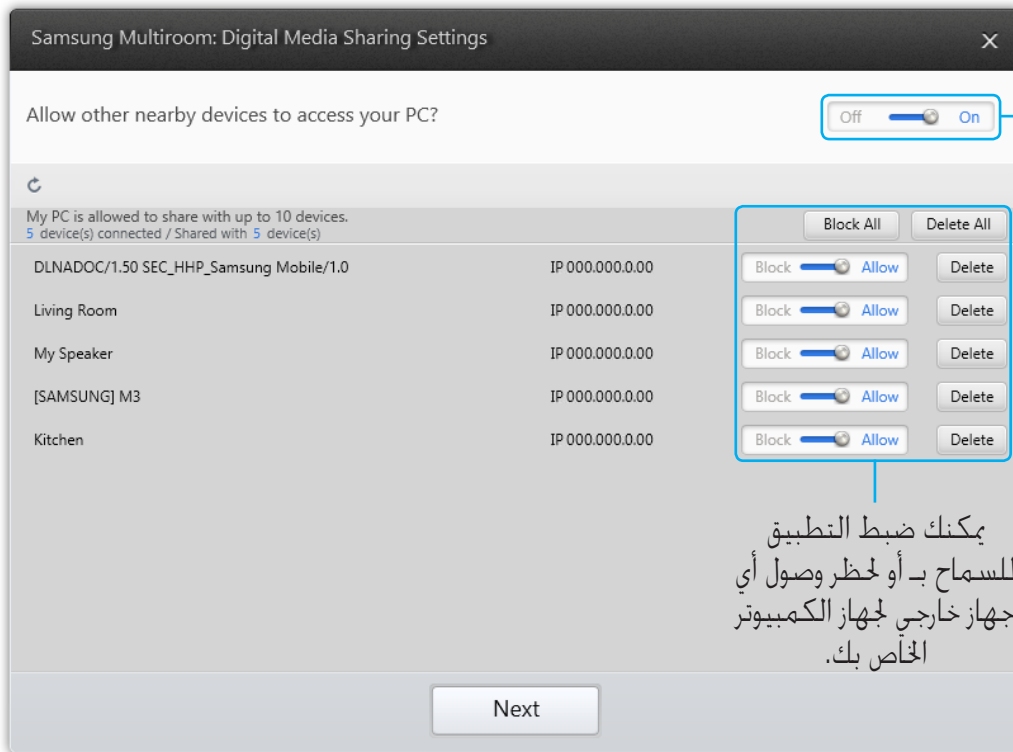 Samsung Multiroom: Digital Media Sharing Settings
Allow other nearby devices to access your PC?
Off On
My PC is allowed to share with up to 10 devices.
5 device(s) connected / Shared with 5 device(s)
Block All Delete All
DLNADOC/1.50 SEC_HHP_Samsung Mobile/1.0 IP 000.000.0.00 Block Allow Delete
Living Room IP 000.000.0.00 Block Allow Delete
My Speaker IP 000.000.0.00 Block Allow Delete
[SAMSUNG] M3 IP 000.000.0.00 Block Allow Delete
Kitchen IP 000.000.0.00 Block Allow Delete
يمكنك ضبط التطبيق
للسماح بـ أو لحظر وصول أي
جهاز خارجي لجهاز الكمبيوتر
الخاص بك.
Next